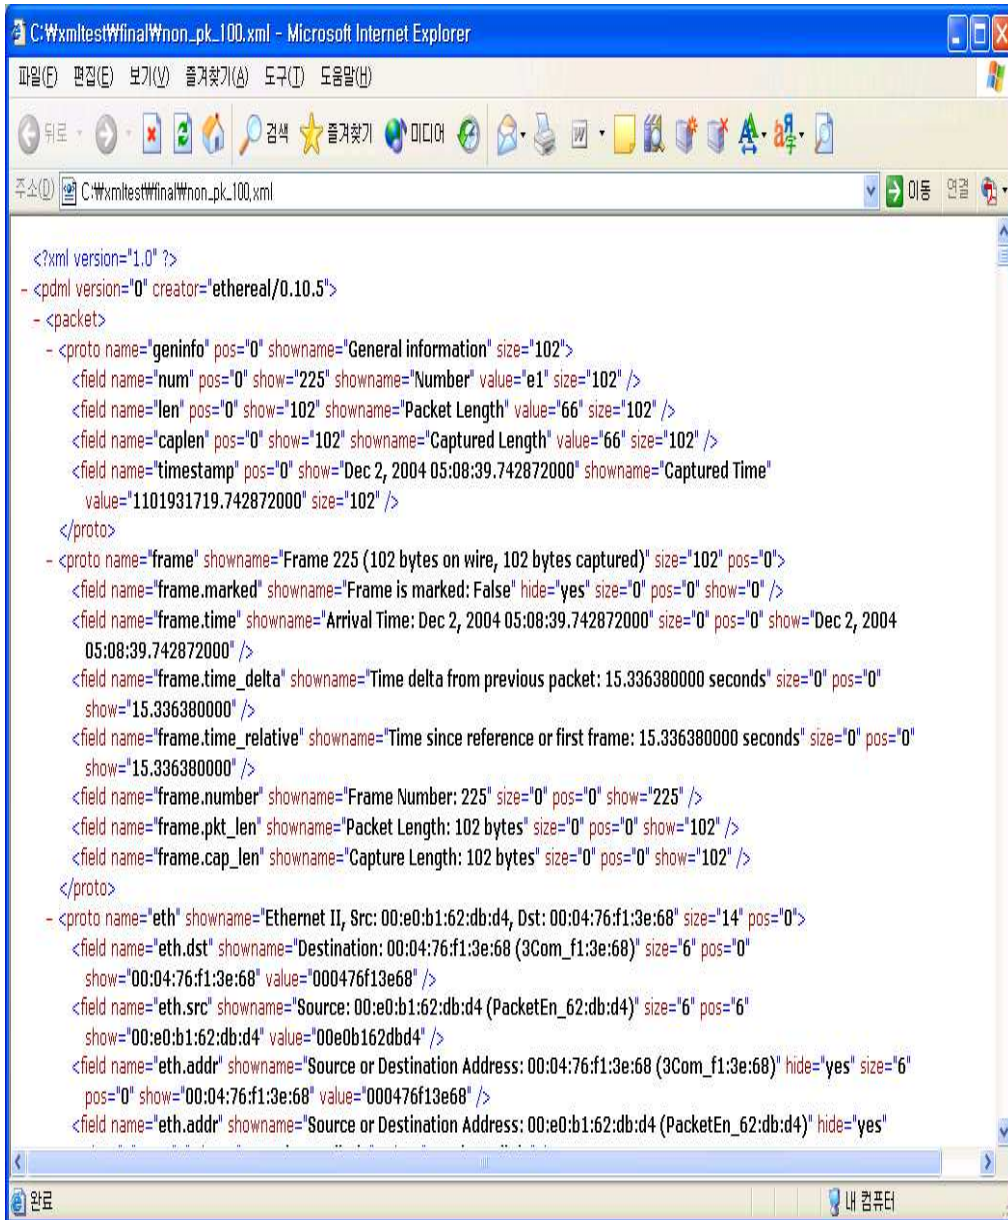 C:₩xmltest₩final₩non_pk_100.xml - Microsoft Internet Explorer
파일(F) 편집(E) 보기(V) 즐겨찾기(A) 도구(T) 도움말(H)
뒤로 검색 즐겨찾기 미디어
주소(D) C:₩xmltest₩final₩non_pk_100.xml 이동 연결
<?xml version="1.0" ?>
- <pdml version="0" creator="ethereal/0.10.5">
- <packet>
- <proto name="geninfo" pos="0" showname="General information" size="102">
<field name="num" pos="0" show="225" showname="Number" value="e1" size="102" />
<field name="len" pos="0" show="102" showname="Packet Length" value="66" size="102" />
<field name="caplen" pos="0" show="102" showname="Captured Length" value="66" size="102" />
<field name="timestamp" pos="0" show="Dec 2, 2004 05:08:39.742872000" showname="Captured Time"
value="1101931719.742872000" size="102" />
</proto>
- <proto name="frame" showname="Frame 225 (102 bytes on wire, 102 bytes captured)" size="102" pos="0">
<field name="frame.marked" showname="Frame is marked: False" hide="yes" size="0" pos="0" show="0" />
<field name="frame.time" showname="Arrival Time: Dec 2, 2004 05:08:39.742872000" size="0" pos="0" show="Dec 2, 2004
05:08:39.742872000" />
<field name="frame.time_delta" showname="Time delta from previous packet: 15.336380000 seconds" size="0" pos="0"
show="15.336380000" />
<field name="frame.time_relative" showname="Time since reference or first frame: 15.336380000 seconds" size="0" pos="0"
show="15.336380000" />
<field name="frame.number" showname="Frame Number: 225" size="0" pos="0" show="225" />
<field name="frame.pkt_len" showname="Packet Length: 102 bytes" size="0" pos="0" show="102" />
<field name="frame.cap_len" showname="Capture Length: 102 bytes" size="0" pos="0" show="102" />
</proto>
- <proto name="eth" showname="Ethernet II, Src: 00:e0:b1:62:db:d4, Dst: 00:04:76:f1:3e:68" size="14" pos="0">
<field name="eth.dst" showname="Destination: 00:04:76:f1:3e:68 (3Com_f1:3e:68)" size="6" pos="0"
show="00:04:76:f1:3e:68" value="000476f13e68" />
<field name="eth.src" showname="Source: 00:e0:b1:62:db:d4 (PacketEn_62:db:d4)" size="6" pos="6"
show="00:e0:b1:62:db:d4" value="00e0b162dbd4" />
<field name="eth.addr" showname="Source or Destination Address: 00:04:76:f1:3e:68 (3Com_f1:3e:68)" hide="yes" size="6"
pos="0" show="00:04:76:f1:3e:68" value="000476f13e68" />
<field name="eth.addr" showname="Source or Destination Address: 00:e0:b1:62:db:d4 (PacketEn_62:db:d4)" hide="yes"
완료 내 컴퓨터